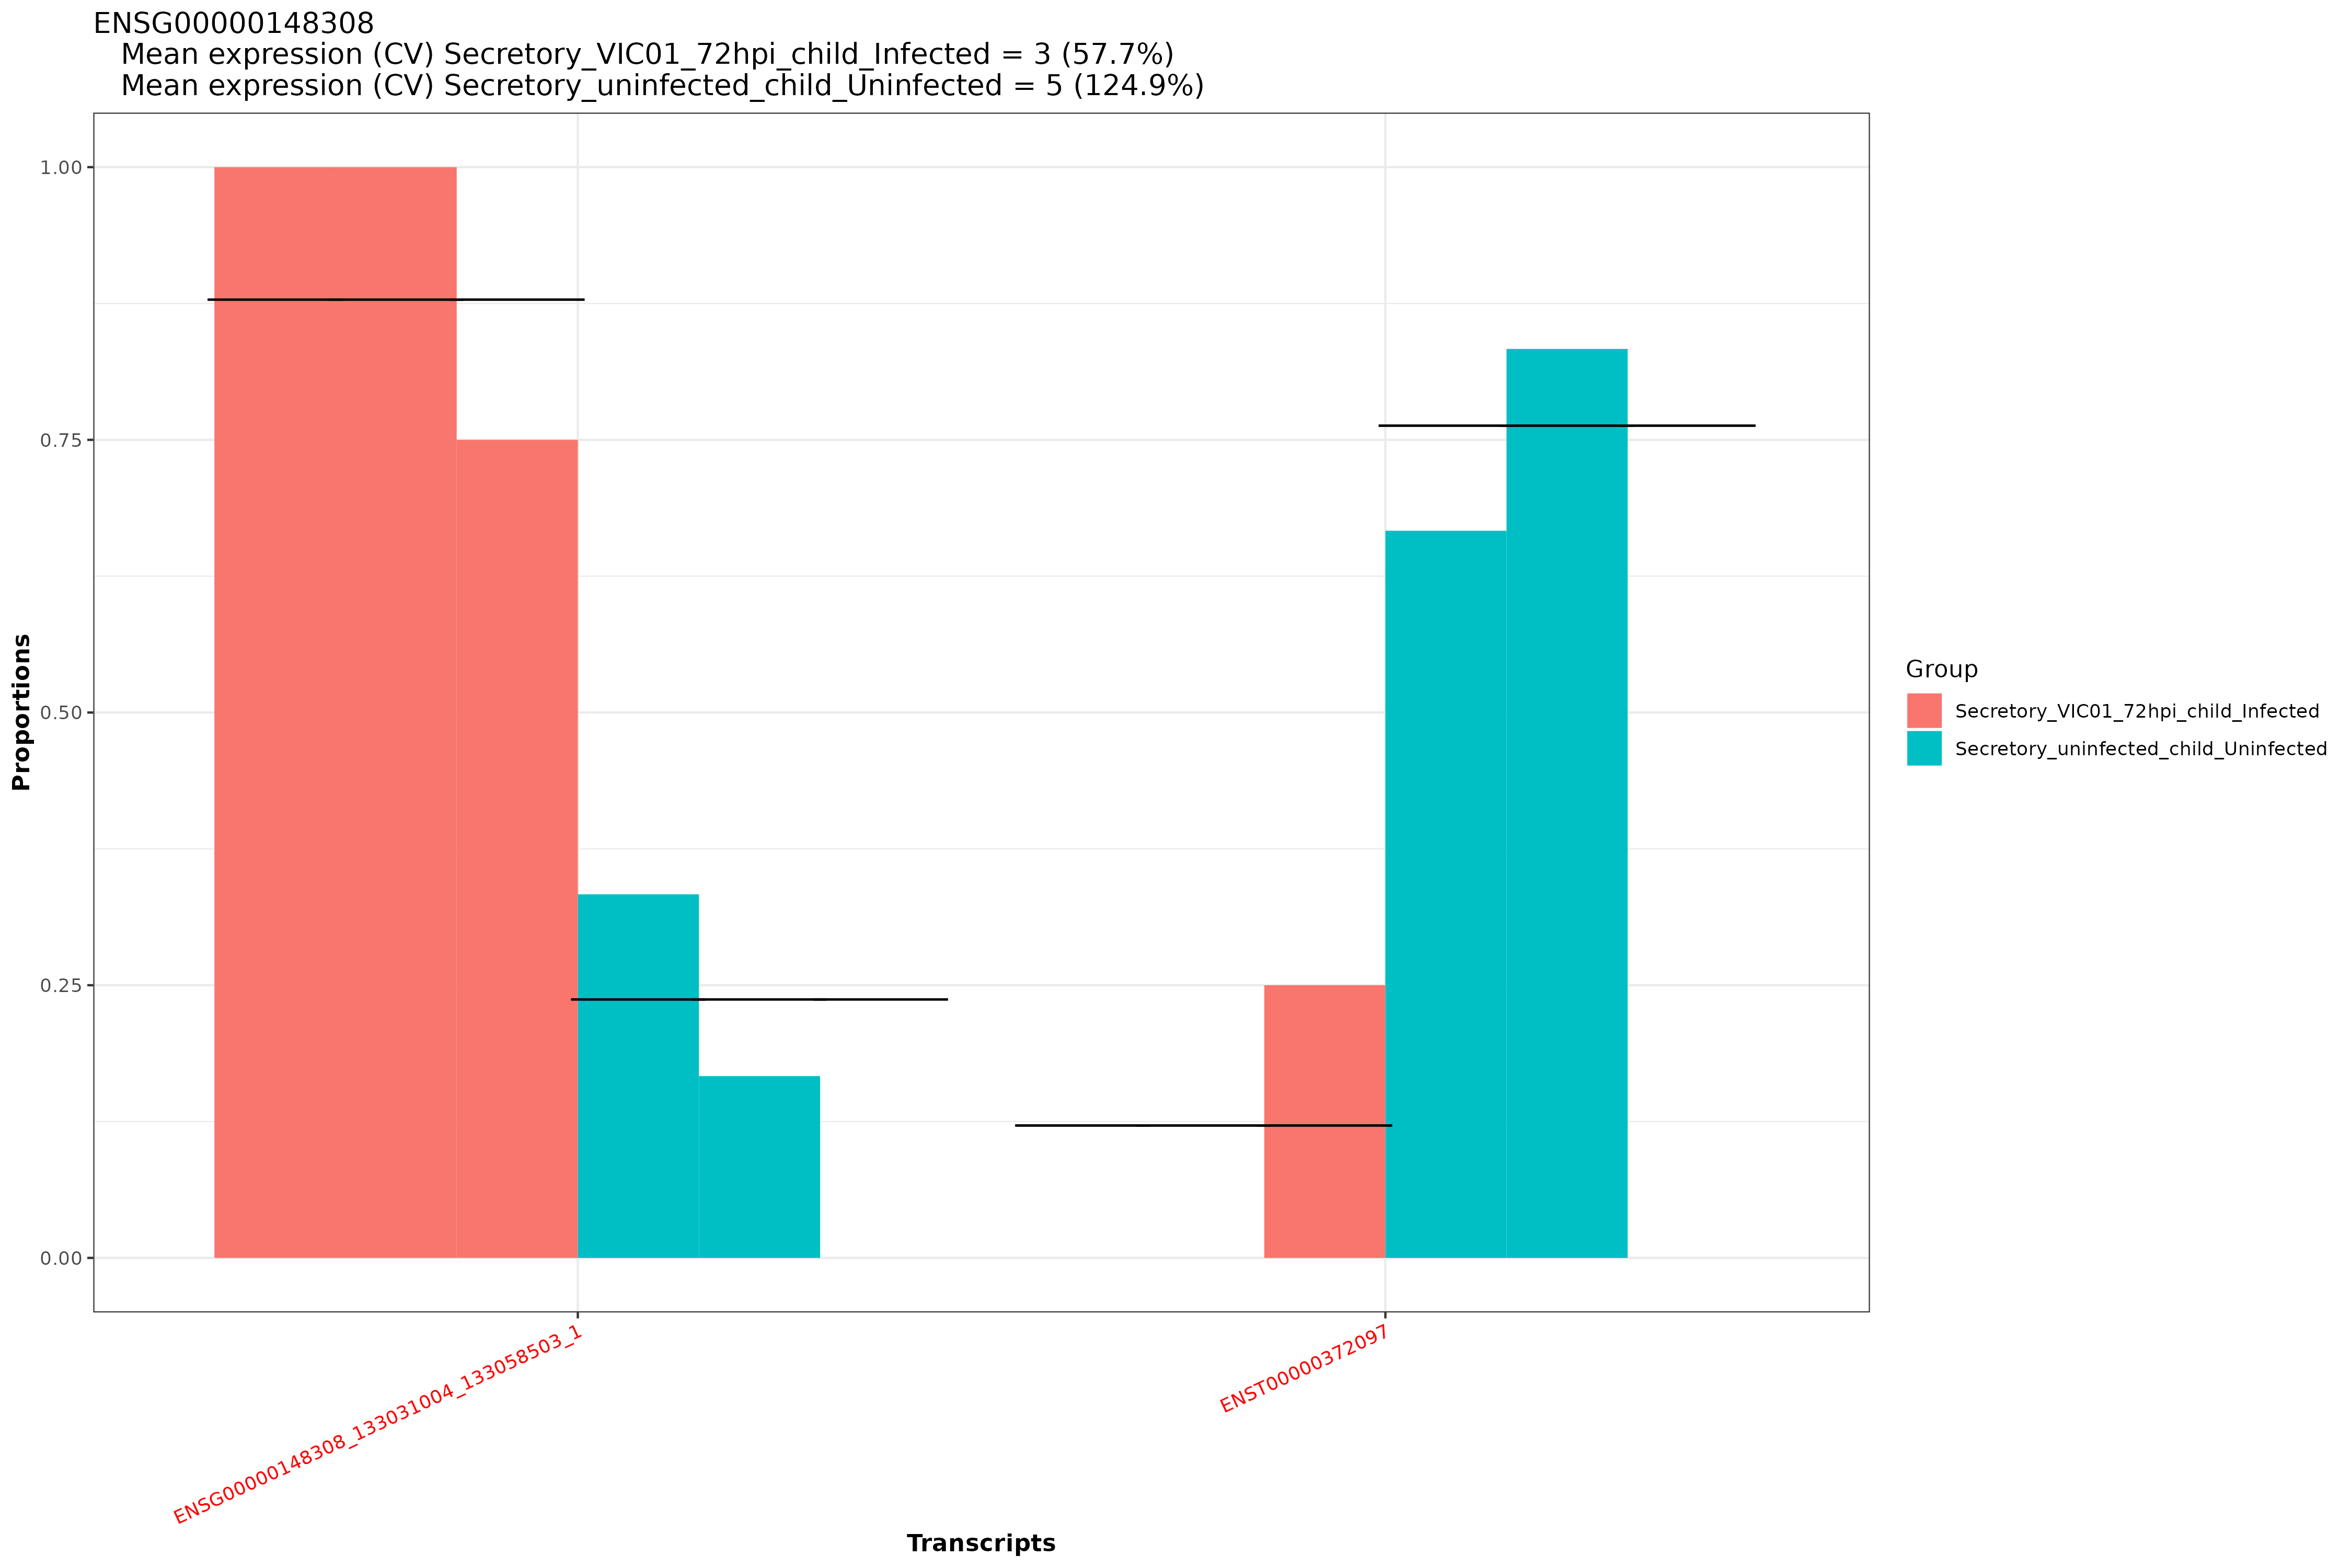 ENSG00000148308
Mean expression (CV) Secretory_VIC01_72hpi_child_Infected = 3 (57.7%)
Mean expression (CV) Secretory_uninfected_child_Uninfected = 5 (124.9%)
1.00
0.75
0.50
0.25
0.00
Proportions
ENSG00000148308_133031004_133058503_1
ENST00000372097
Transcripts
Group
Secretory_VIC01_72hpi_child_Infected
Secretory_uninfected_child_Uninfected